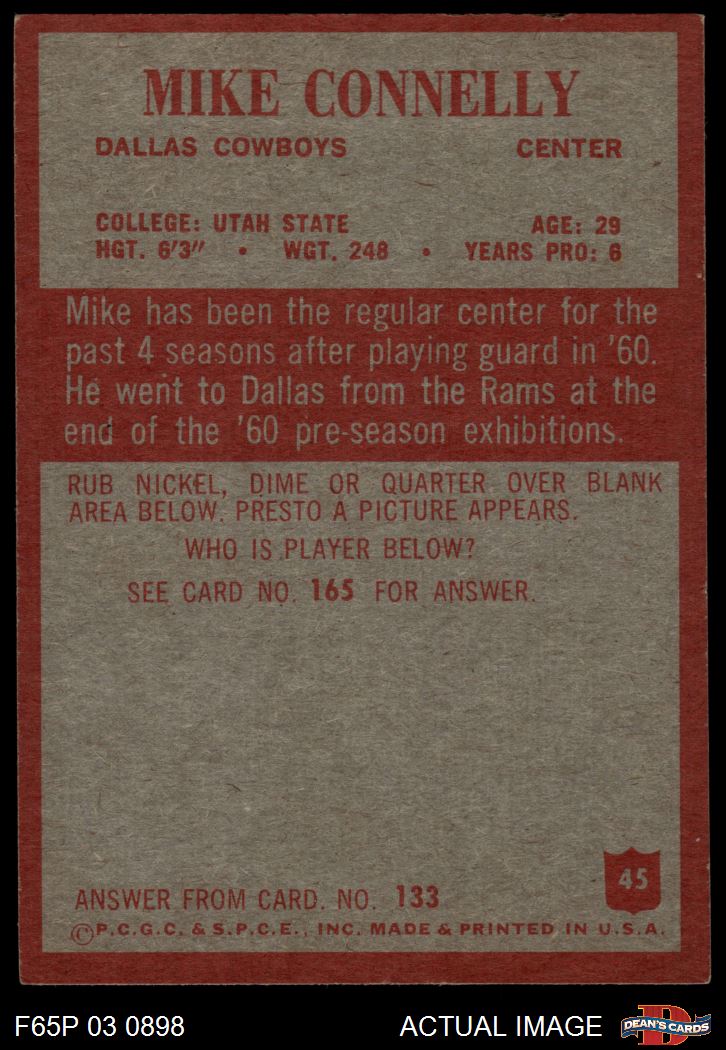 MIKE CONNELLY
DALLAS COWBOYS CENTER
COLLEGE: UTAH STATE AGE: 29
HGT. 6'3" • WGT. 248 • YEARS PRO: 6
Mike has been the regular center for the
past 4 seasons after playing guard in '60.
He went to Dallas from the Rams at the
end of the '60 pre-season exhibitions.
RUB NICKEL, DIME OR QUARTER OVER BLANK
AREA BELOW. PRESTO A PICTURE APPEARS.
WHO IS PLAYER BELOW?
SEE CARD NO. 165 FOR ANSWER.
45
ANSWER FROM CARD. NO. 133
©P.C.G.C. & S.P.C.E., INC. MADE & PRINTED IN U.S.A.
F65P 03 0898 ACTUAL IMAGE
D
DEAN'S CARDS